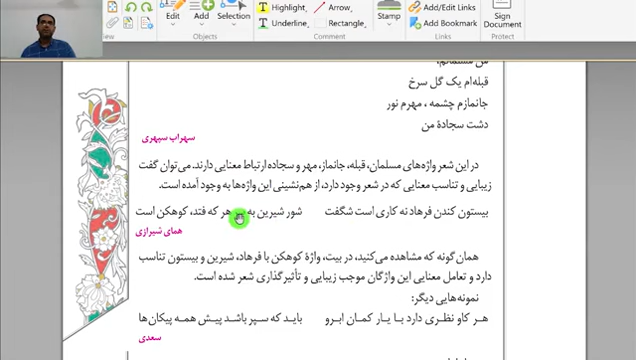 Edit
Add
Selection
Highlight
Underline
Arrow
Rectangle
Stamp
Add/Edit Links
Add Bookmark
Sign Document
Objects
Comment
Links
Protect
من مسلمانم،
قبله‌ام یک گل سرخ
جانمازم چشمه، مهرم نور
دشت سجادهٔ من
سهراب سپهری
در این شعر واژه‌های مسلمان، قبله، جانماز، مهر و سجاده ارتباط معنایی دارند. می‌توان گفت
زیبایی و تناسب معنایی که در شعر وجود دارد، از هم‌نشینی این واژه‌ها به وجود آمده است.
بیستون کندن فرهاد نه کاری است شگفت شور شیرین به هر که فتد، کوهکن است
همای شیرازی
همان گونه که مشاهده می‌کنید، در بیت، واژهٔ کوهکن با فرهاد، شیرین و بیستون تناسب
دارد و تعامل معنایی این واژگان موجب زیبایی و تأثیرگذاری شعر شده است.
نمونه‌هایی دیگر:
هر کاو نظری دارد با یار کمان ابرو باید که سپر باشد پیش همه پیکان‌ها
سعدی